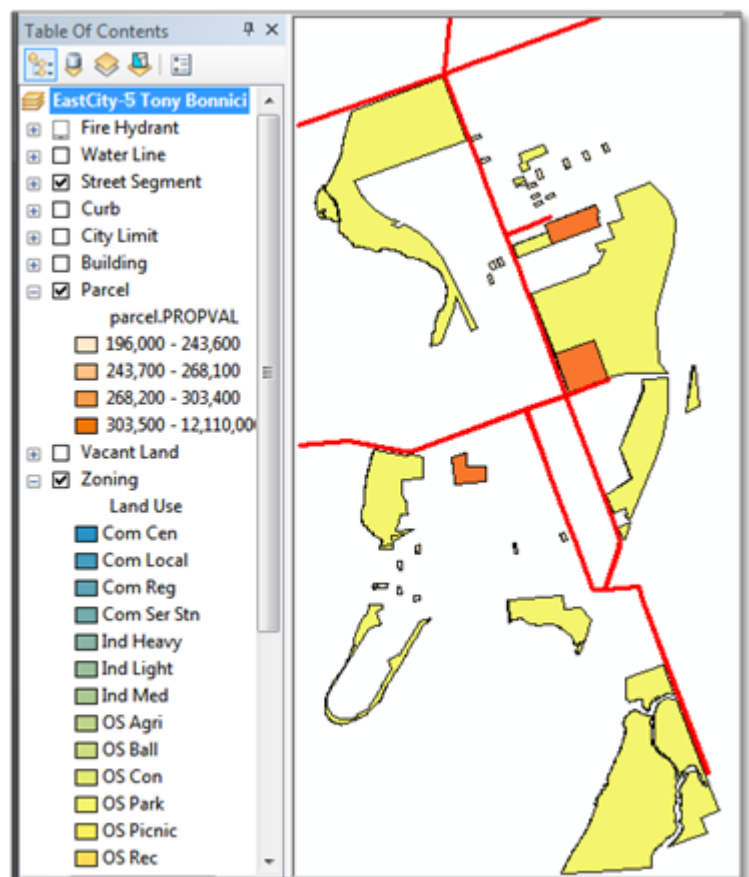 Table Of Contents
EastCity-5 Tony Bonnici
Fire Hydrant
Water Line
Street Segment
Curb
City Limit
Building
Parcel
parcel.PROPVAL
196,000 - 243,600
243,700 - 268,100
268,200 - 303,400
303,500 - 12,110,00
Vacant Land
Zoning
Land Use
Com Cen
Com Local
Com Reg
Com Ser Stn
Ind Heavy
Ind Light
Ind Med
OS Agri
OS Ball
OS Con
OS Park
OS Picnic
OS Rec